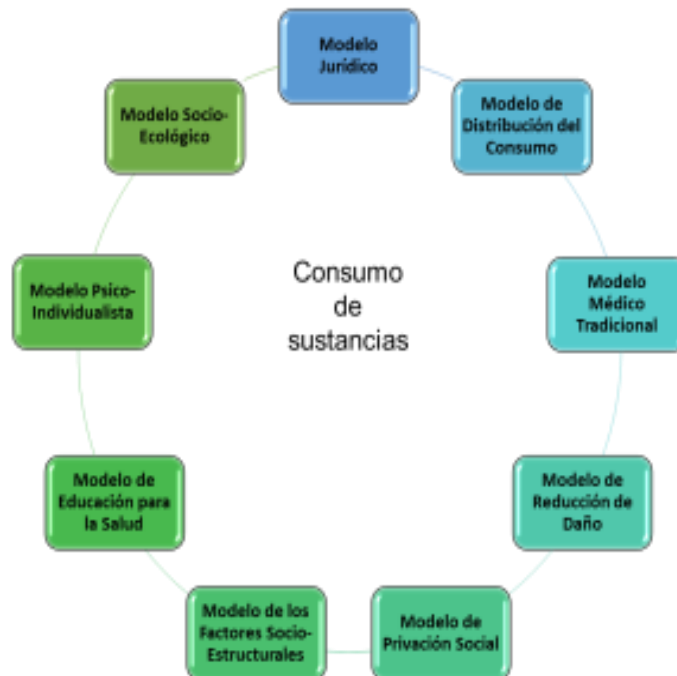 Modelo
Jurídico
Modelo de
Distribución del
Consumo
Modelo
Médico
Tradicional
Modelo de
Reducción de
Daño
Modelo de
Privación Social
Modelo de los
Factores Socio-
Estructurales
Modelo de
Educación para
la Salud
Modelo Psico-
Individualista
Modelo Socio-
Ecológico
Consumo
de
sustancias